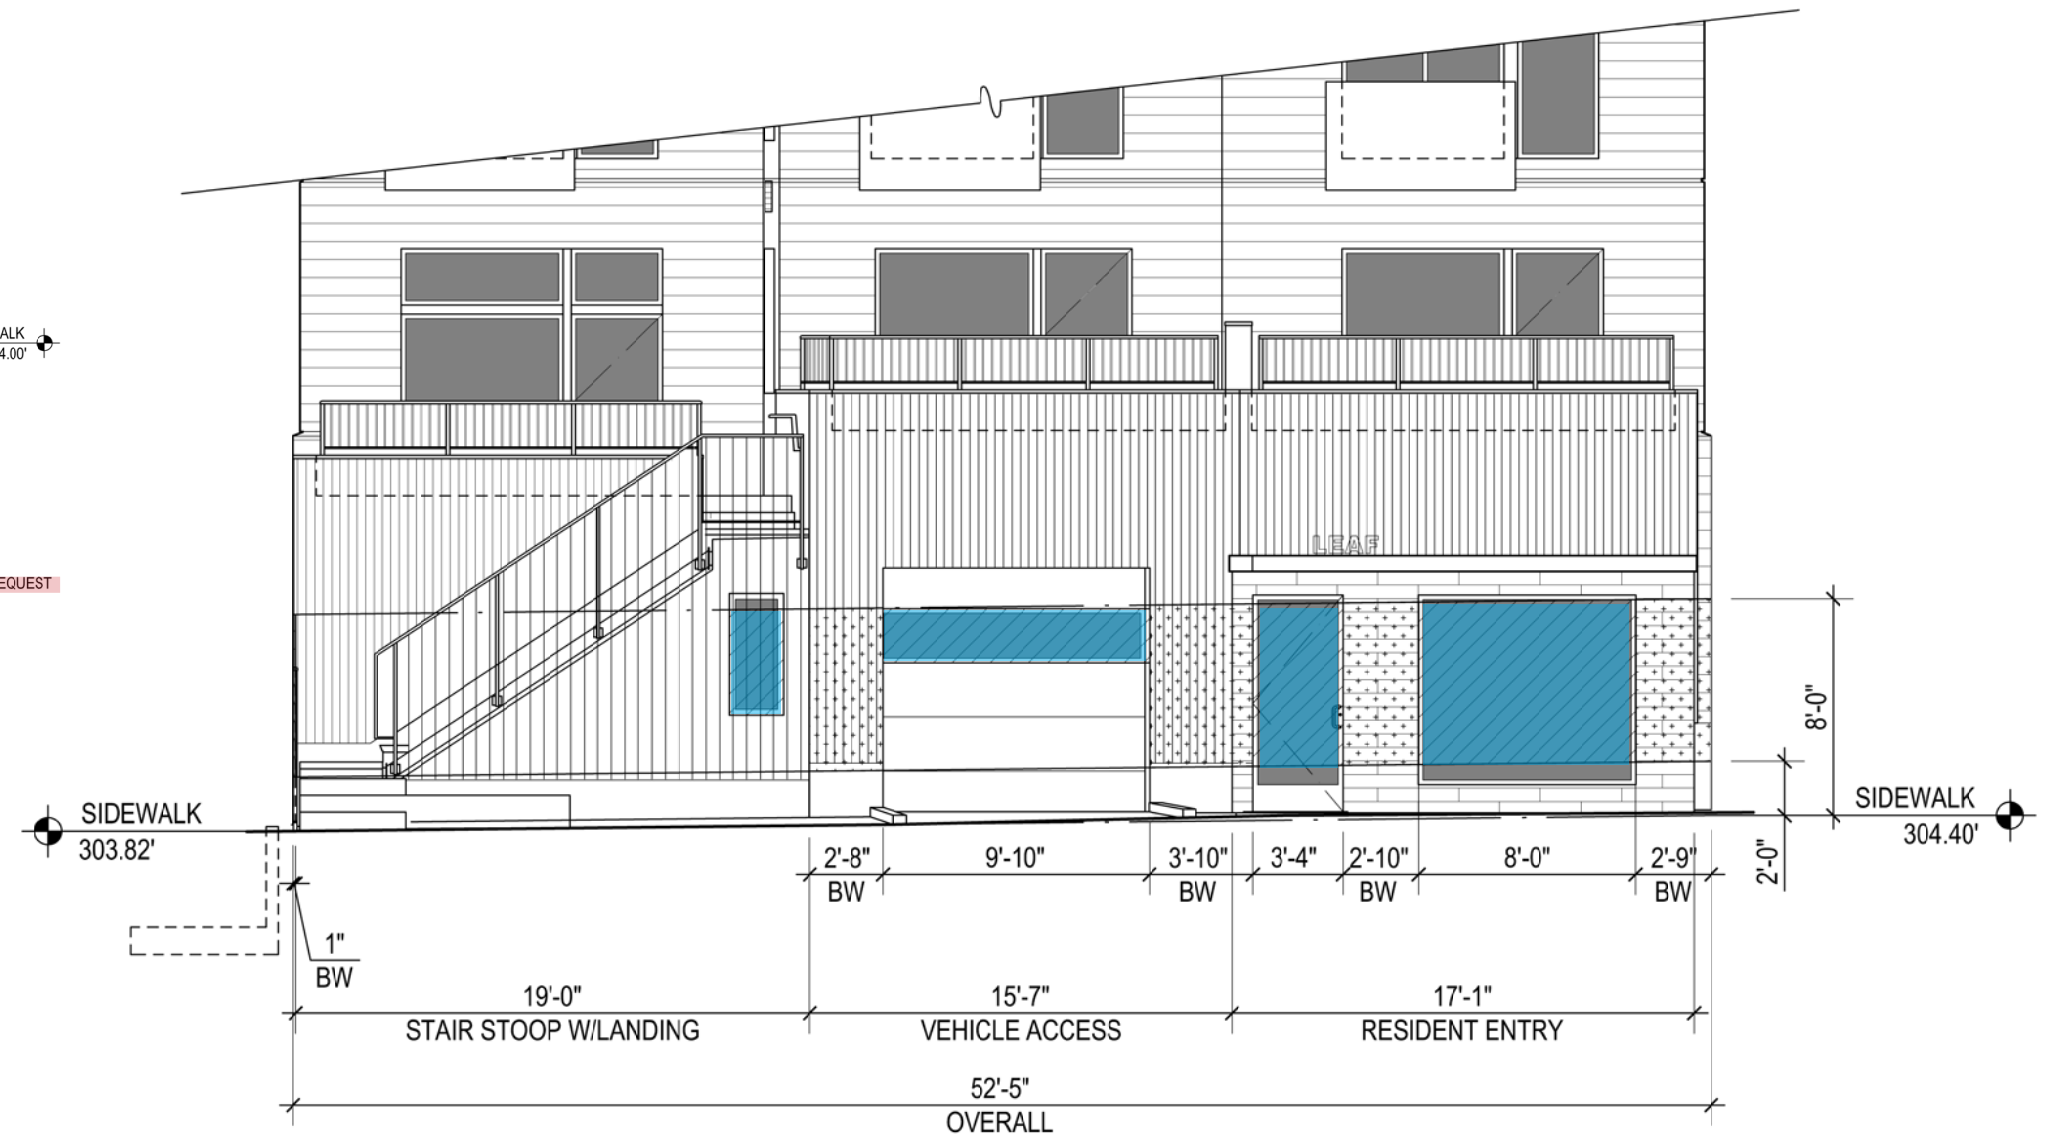 ALK
4.00'
EQUEST
LEAF
SIDEWALK
303.82'
SIDEWALK
304.40'
8'-0"
2'-0"
2'-8"
BW
9'-10"
3'-10"
BW
3'-4"
2'-10"
BW
8'-0"
2'-9"
BW
1"
BW
19'-0"
STAIR STOOP W/LANDING
15'-7"
VEHICLE ACCESS
17'-1"
RESIDENT ENTRY
52'-5"
OVERALL